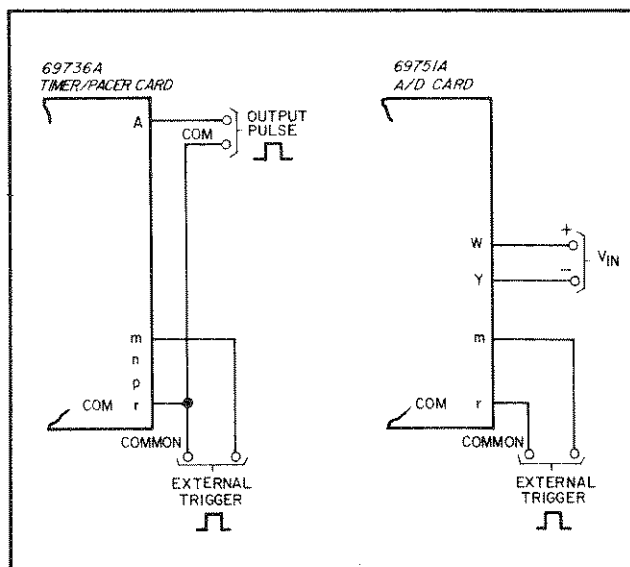 69736A
TIMER/PACER CARD
A
COM
OUTPUT
PULSE
m
n
p
COM
r
COMMON
EXTERNAL
TRIGGER
69751A
A/D CARD
W
+
Y
−
VIN
m
COM
r
COMMON
EXTERNAL
TRIGGER